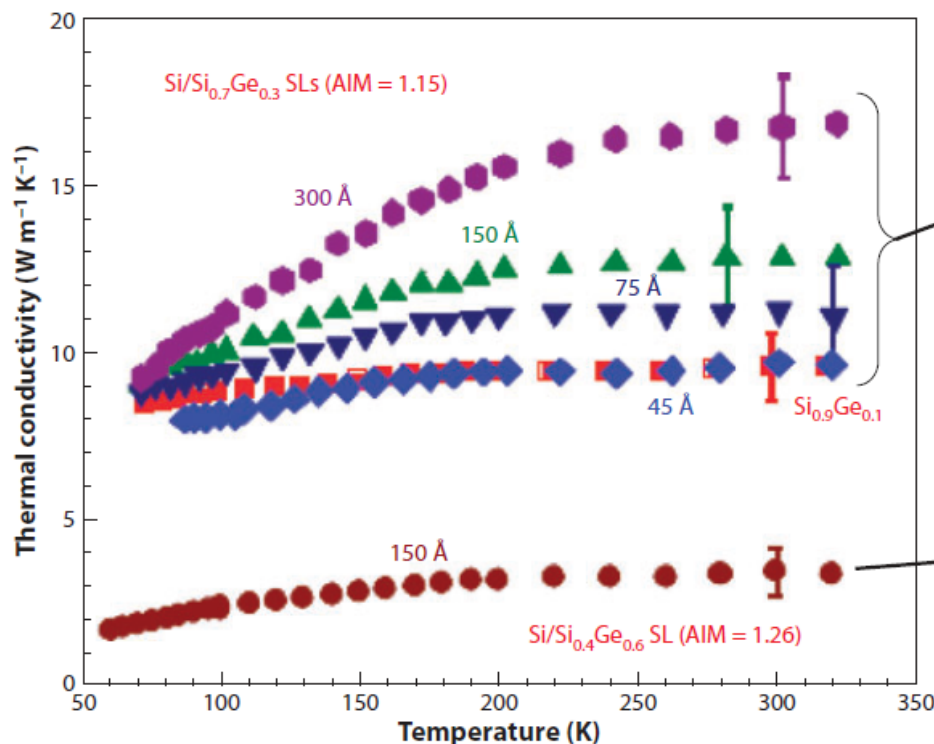 20
15
10
5
0
Thermal conductivity (W m⁻¹ K⁻¹)
Si/Si₀.₇Ge₀.₃ SLs (AIM = 1.15)
300 Å
150 Å
75 Å
45 Å
Si₀.₉Ge₀.₁
150 Å
Si/Si₀.₄Ge₀.₆ SL (AIM = 1.26)
50 100 150 200 250 300 350
Temperature (K)